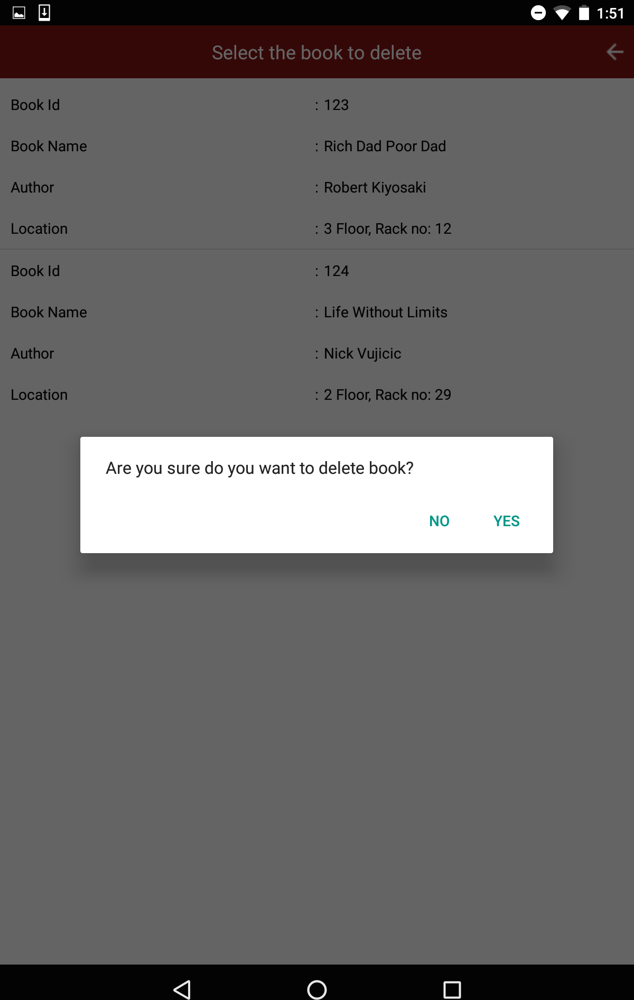 1:51
Select the book to delete
Book Id : 123
Book Name : Rich Dad Poor Dad
Author : Robert Kiyosaki
Location : 3 Floor, Rack no: 12
Book Id : 124
Book Name : Life Without Limits
Author : Nick Vujicic
Location : 2 Floor, Rack no: 29
Are you sure do you want to delete book?
NO YES